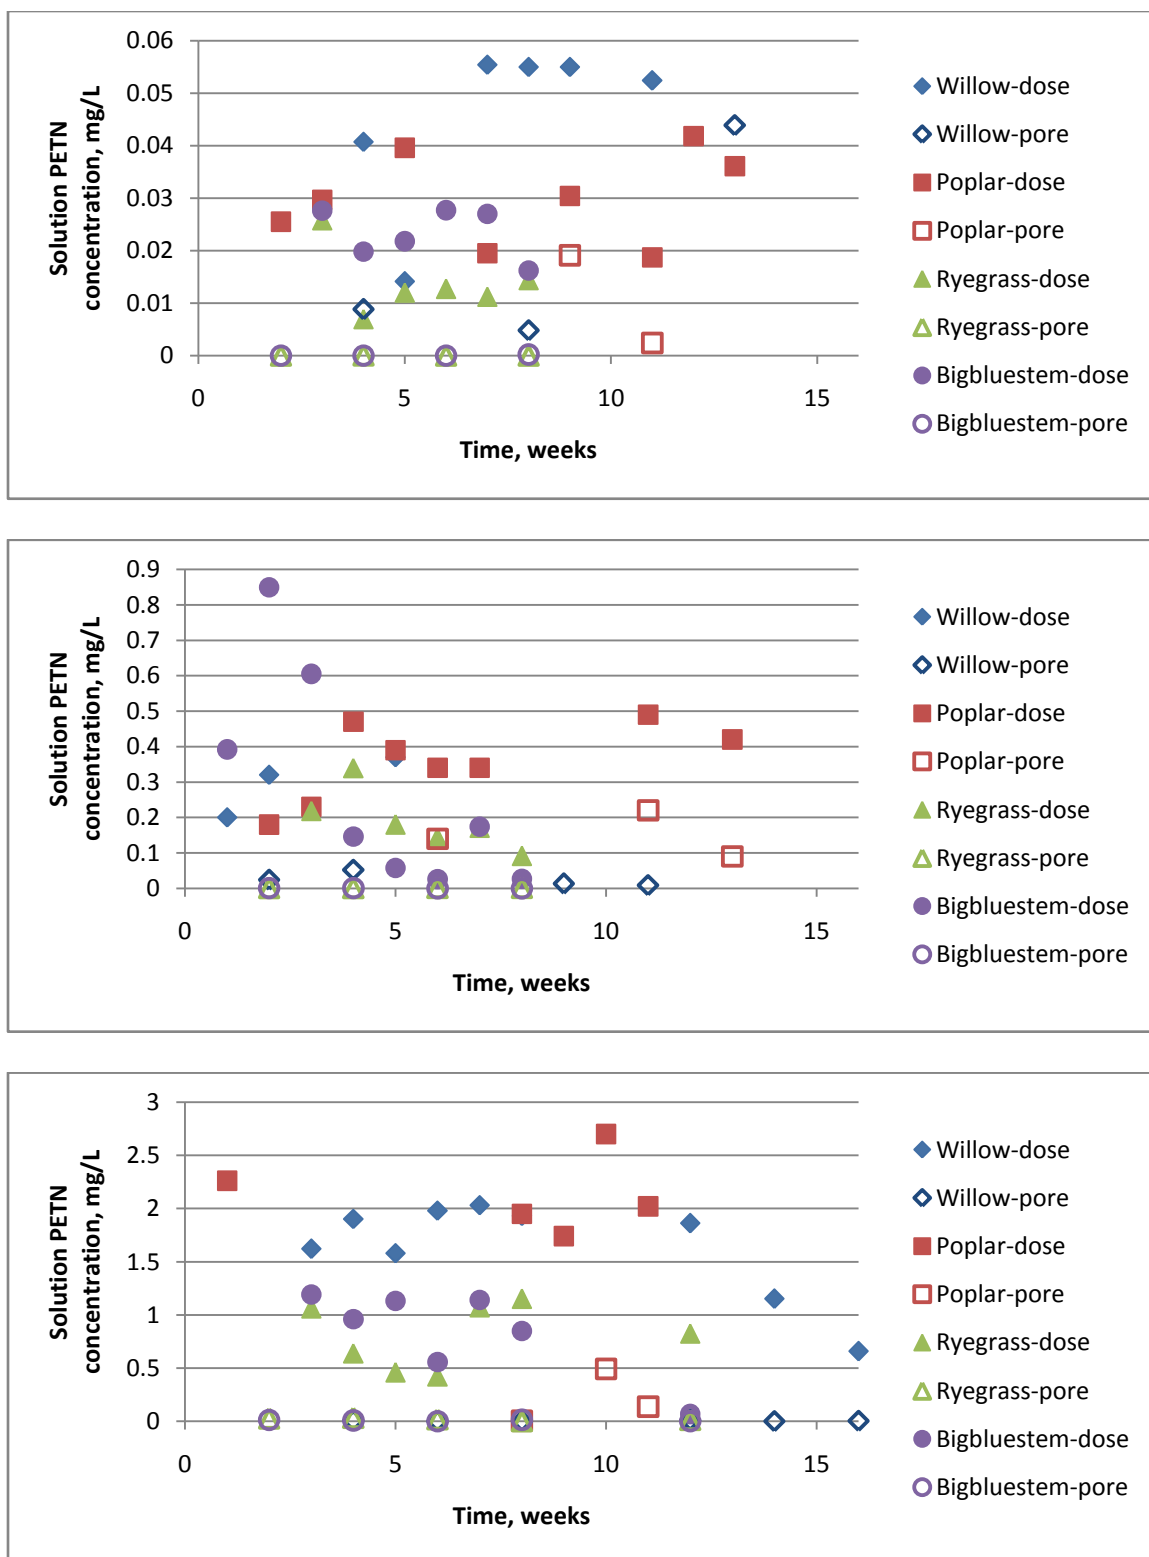 Solution PETN
concentration, mg/L
0.06
0.05
0.04
0.03
0.02
0.01
0
0
5
10
15
Time, weeks
Willow-dose
Willow-pore
Poplar-dose
Poplar-pore
Ryegrass-dose
Ryegrass-pore
Bigbluestem-dose
Bigbluestem-pore
Solution PETN
concentration, mg/L
0.9
0.8
0.7
0.6
0.5
0.4
0.3
0.2
0.1
0
0
5
10
15
Time, weeks
Willow-dose
Willow-pore
Poplar-dose
Poplar-pore
Ryegrass-dose
Ryegrass-pore
Bigbluestem-dose
Bigbluestem-pore
Solution PETN
concentration, mg/L
3
2.5
2
1.5
1
0.5
0
0
5
10
15
Time, weeks
Willow-dose
Willow-pore
Poplar-dose
Poplar-pore
Ryegrass-dose
Ryegrass-pore
Bigbluestem-dose
Bigbluestem-pore